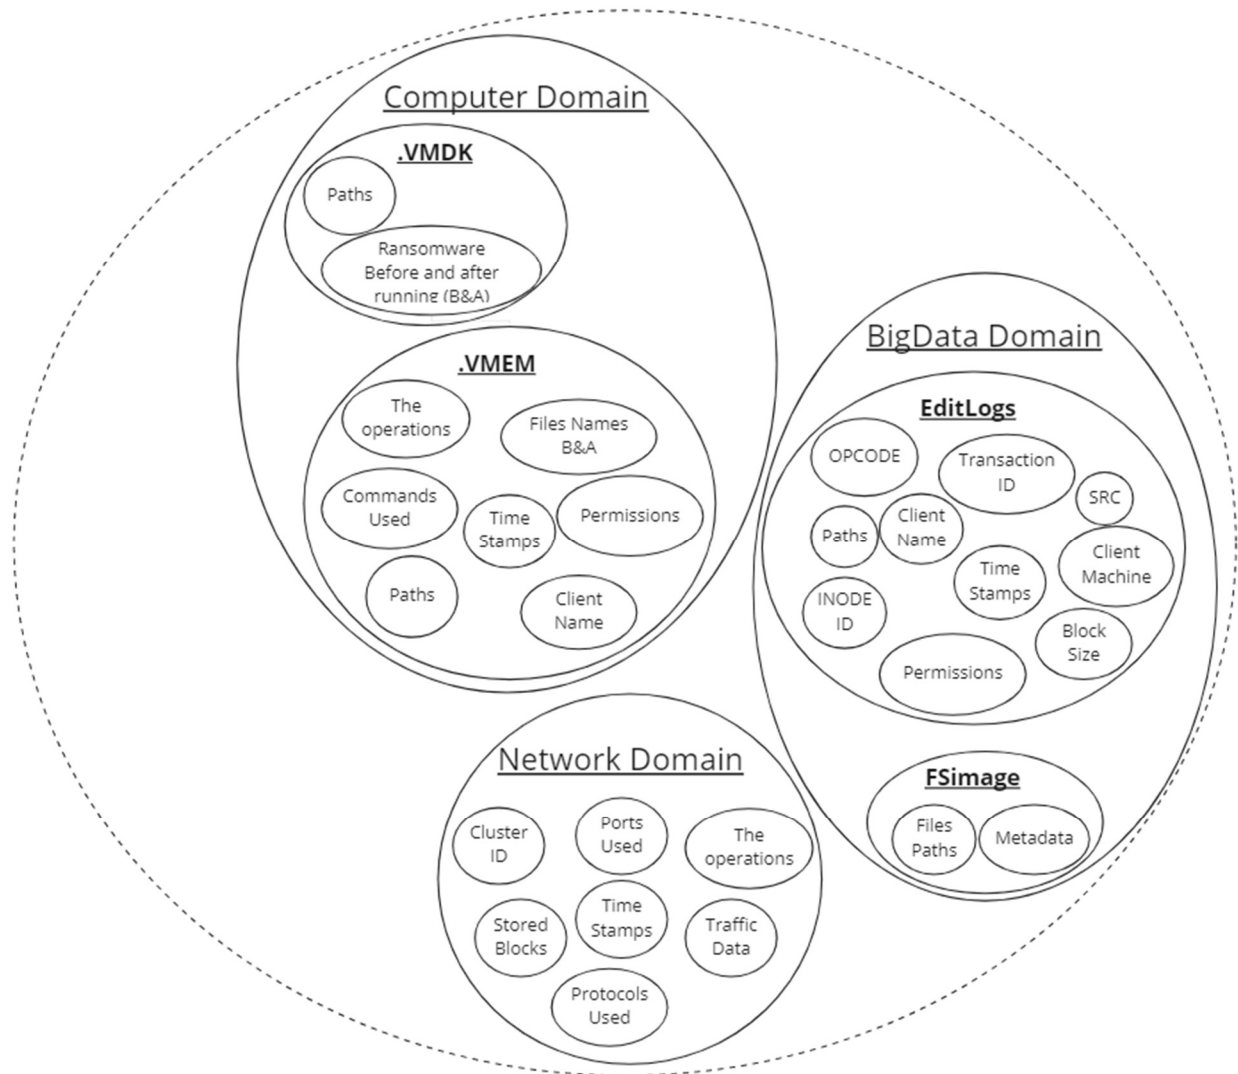 Computer Domain
.VMDK
Paths
Ransomware
Before and after
running (B&A)
.VMEM
The
operations
Files Names
B&A
Commands
Used
Time
Stamps
Permissions
Paths
Client
Name
BigData Domain
EditLogs
OPCODE
Transaction
ID
SRC
Paths
Client
Name
Client
Machine
Time
Stamps
INODE
ID
Block
Size
Permissions
FSimage
Files
Paths
Metadata
Network Domain
Cluster
ID
Ports
Used
The
operations
Stored
Blocks
Time
Stamps
Traffic
Data
Protocols
Used